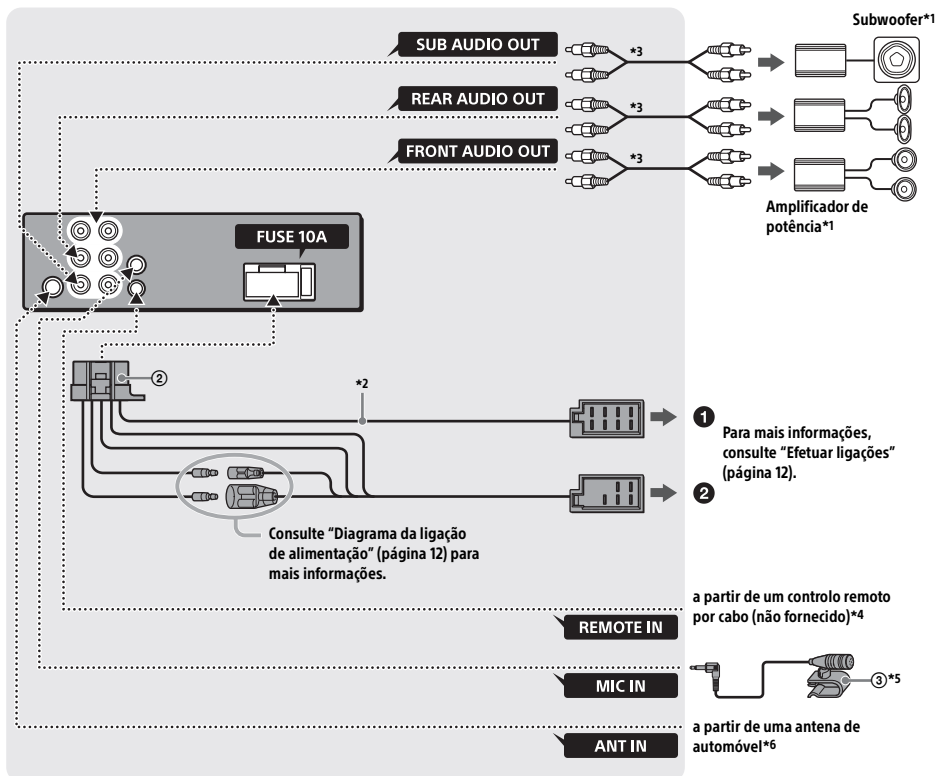 Subwoofer*1
SUB AUDIO OUT
*3
REAR AUDIO OUT
*3
FRONT AUDIO OUT
*3
Amplificador de
potência*1
FUSE 10A
②
*2
❶
Para mais informações,
consulte “Efetuar ligações”
(página 12).
❷
Consulte “Diagrama da ligação
de alimentação” (página 12) para
mais informações.
a partir de um controlo remoto
por cabo (não fornecido)*4
REMOTE IN
MIC IN
③*5
a partir de uma antena de
automóvel*6
ANT IN